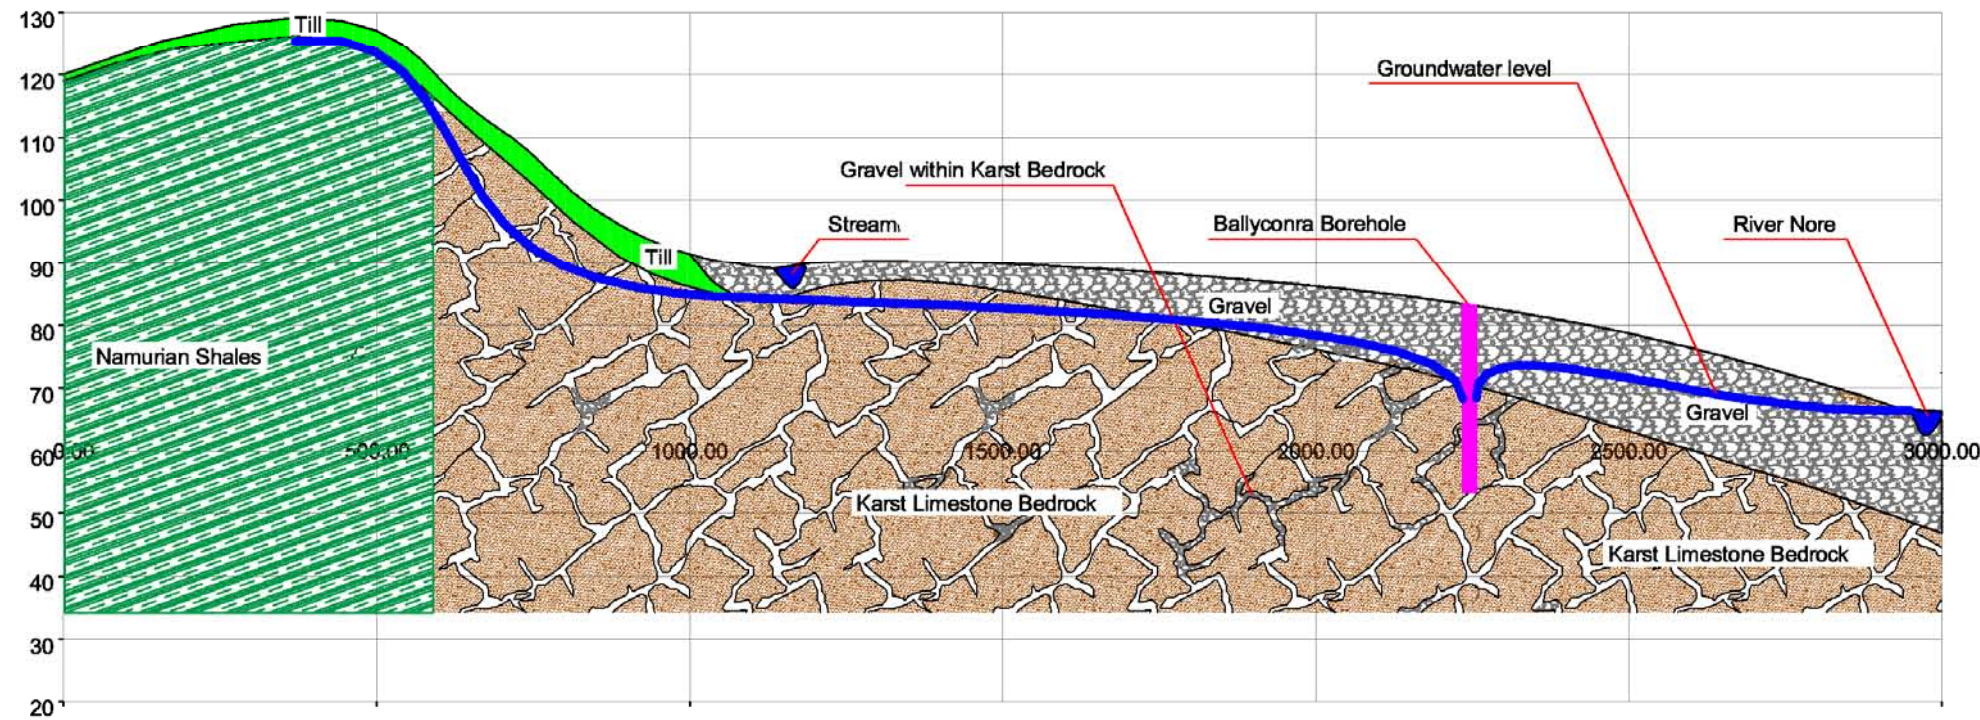 130
Till
120
Groundwater level
110
Gravel within Karst Bedrock
100
Stream
Ballyconra Borehole
River Nore
90
Till
80
Gravel
Namurian Shales
70
Gravel
60
0.00
500.00
1000.00
1500.00
2000.00
2500.00
3000.00
Karst Limestone Bedrock
50
Karst Limestone Bedrock
40
30
20